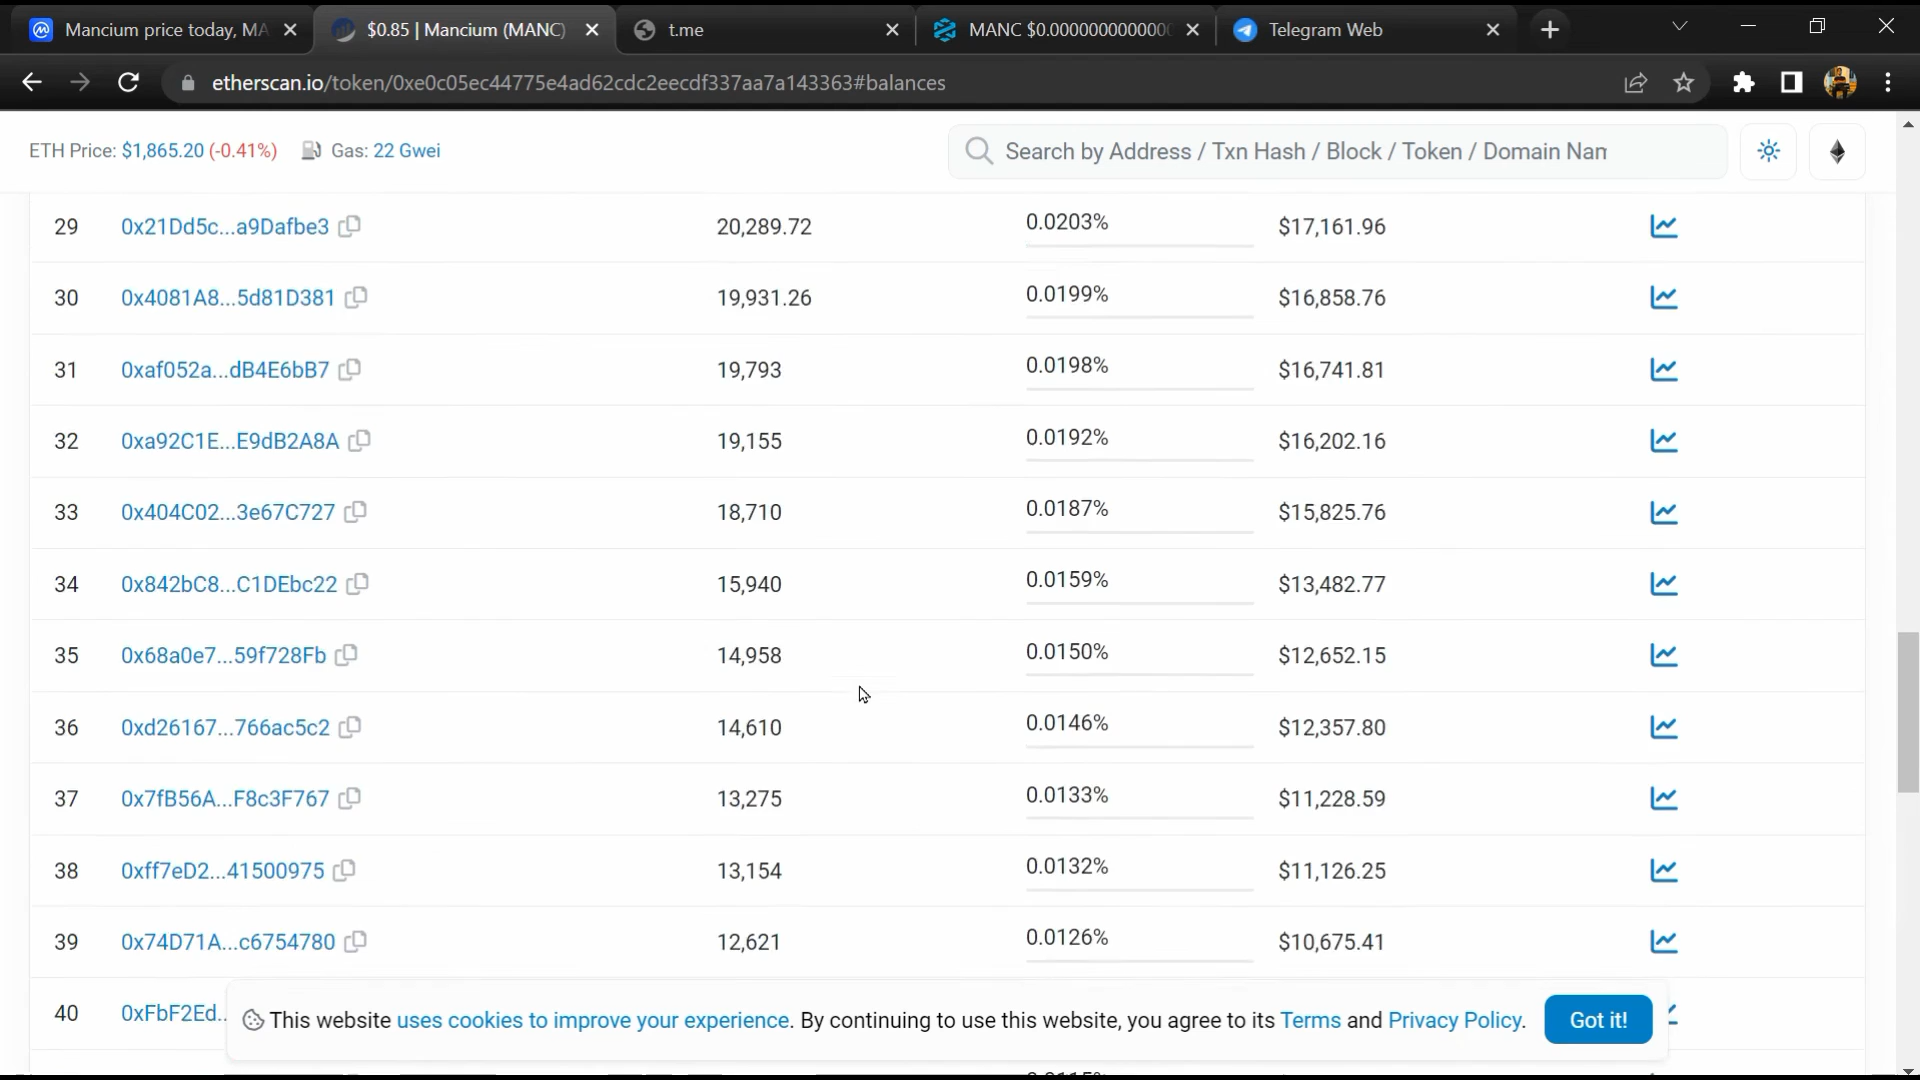 Mancium price today, MA
$0.85 | Mancium (MANC)
t.me
MANC $0.0000000000000
Telegram Web
etherscan.io/token/0xe0c05ec44775e4ad62cdc2eecdf337aa7a143363#balances
ETH Price: $1,865.20 (-0.41%) Gas: 22 Gwei
Search by Address / Txn Hash / Block / Token / Domain Nam
29 0x21Dd5c...a9Dafbe3 20,289.72 0.0203% $17,161.96
30 0x4081A8...5d81D381 19,931.26 0.0199% $16,858.76
31 0xaf052a...dB4E6bB7 19,793 0.0198% $16,741.81
32 0xa92C1E...E9dB2A8A 19,155 0.0192% $16,202.16
33 0x404C02...3e67C727 18,710 0.0187% $15,825.76
34 0x842bC8...C1DEbc22 15,940 0.0159% $13,482.77
35 0x68a0e7...59f728Fb 14,958 0.0150% $12,652.15
36 0xd26167...766ac5c2 14,610 0.0146% $12,357.80
37 0x7fB56A...F8c3F767 13,275 0.0133% $11,228.59
38 0xff7eD2...41500975 13,154 0.0132% $11,126.25
39 0x74D71A...c6754780 12,621 0.0126% $10,675.41
40 0xFbF2Ed..
This website uses cookies to improve your experience. By continuing to use this website, you agree to its Terms and Privacy Policy. Got it!